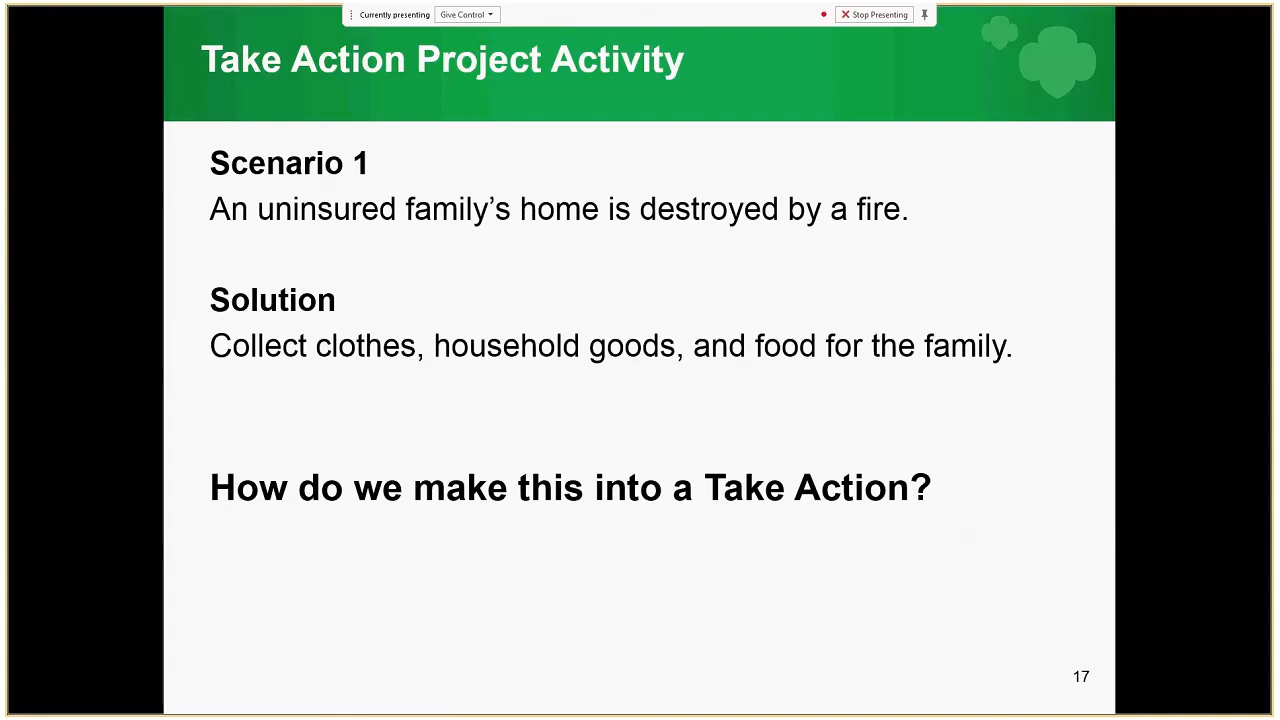 Currently presenting Give Control Stop Presenting
Take Action Project Activity
Scenario 1
An uninsured family’s home is destroyed by a fire.
Solution
Collect clothes, household goods, and food for the family.
How do we make this into a Take Action?
17